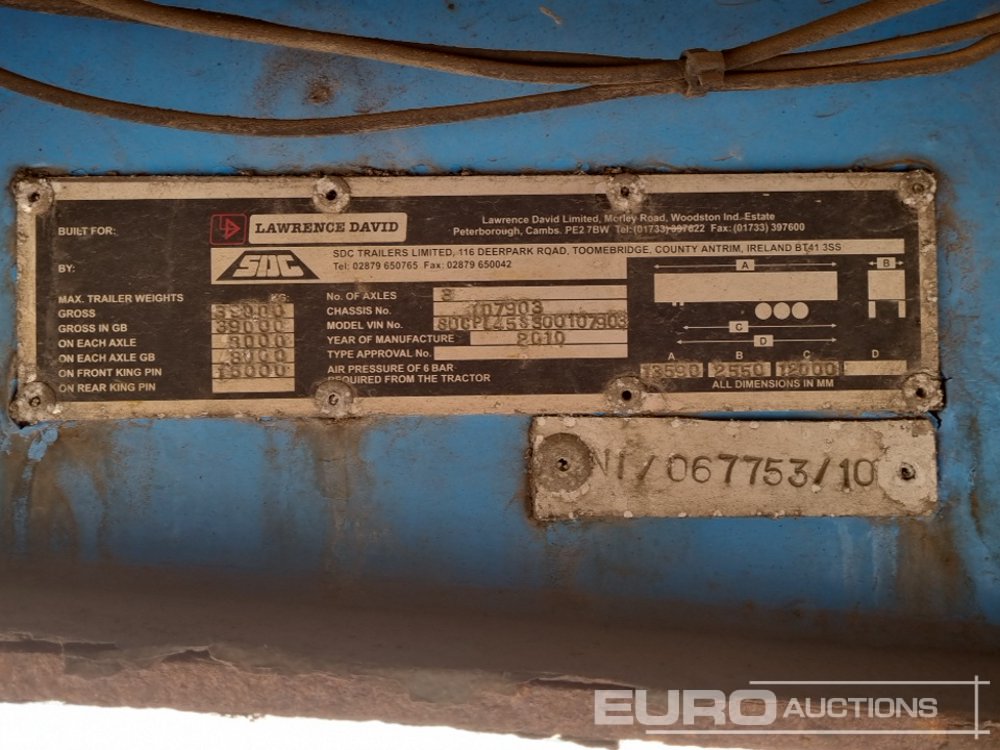 BUILT FOR: LAWRENCE DAVID
Lawrence David Limited, Morley Road, Woodston Ind. Estate
Peterborough, Cambs. PE2 7BW Tel:(01733) 397622 Fax:(01733) 397600
BY: SDC
SDC TRAILERS LIMITED, 116 DEERPARK ROAD, TOOMEBRIDGE, COUNTY ANTRIM, IRELAND BT41 3SS
Tel: 02879 650765 Fax: 02879 650042
MAX. TRAILER WEIGHTS KG:
GROSS 39000
GROSS IN GB 39000
ON EACH AXLE 8000
ON EACH AXLE GB 8000
ON FRONT KING PIN 15000
ON REAR KING PIN
No. OF AXLES 3
CHASSIS No. 107903
MODEL VIN No.
YEAR OF MANUFACTURE 2010
TYPE APPROVAL No.
AIR PRESSURE OF 6 BAR
REQUIRED FROM THE TRACTOR
A B
C
D
A B C D
13590 2550 12000
ALL DIMENSIONS IN MM
NI/067753/10
EURO AUCTIONS